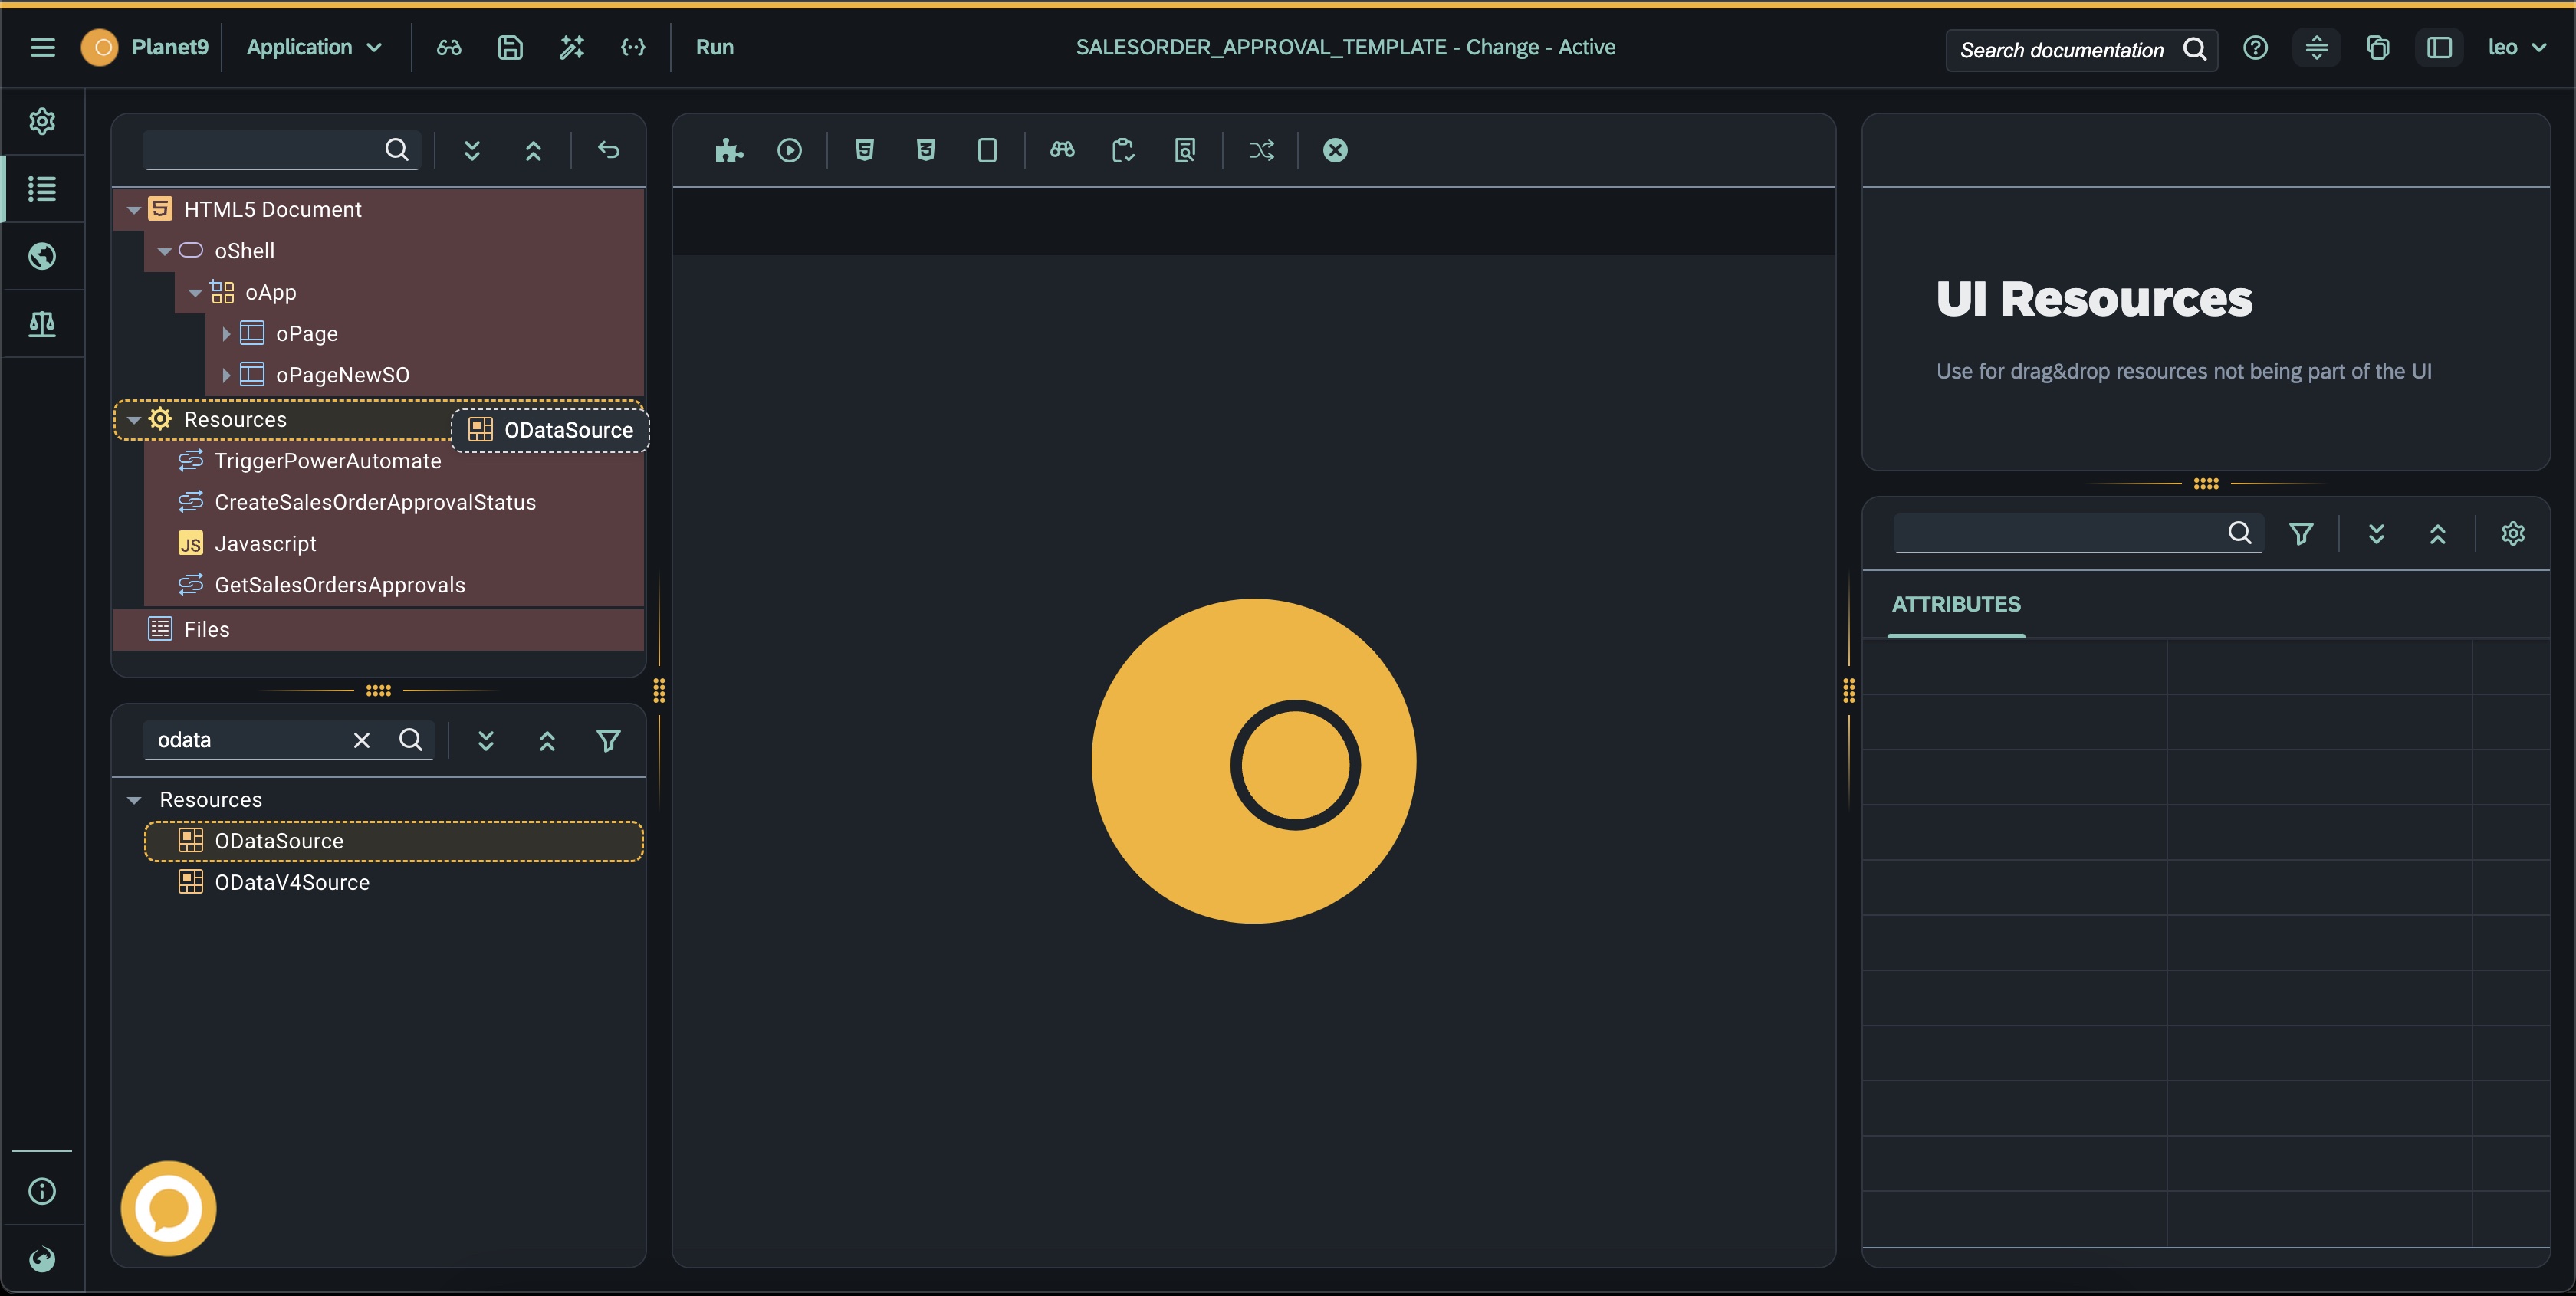 Planet9
Application
Run
SALESORDER_APPROVAL_TEMPLATE - Change - Active
Search documentation
leo
HTML5 Document
oShell
oApp
oPage
oPageNewSO
Resources
ODataSource
TriggerPowerAutomate
CreateSalesOrderApprovalStatus
JS Javascript
GetSalesOrdersApprovals
Files
odata
Resources
ODataSource
ODataV4Source
UI Resources
Use for drag&drop resources not being part of the UI
ATTRIBUTES